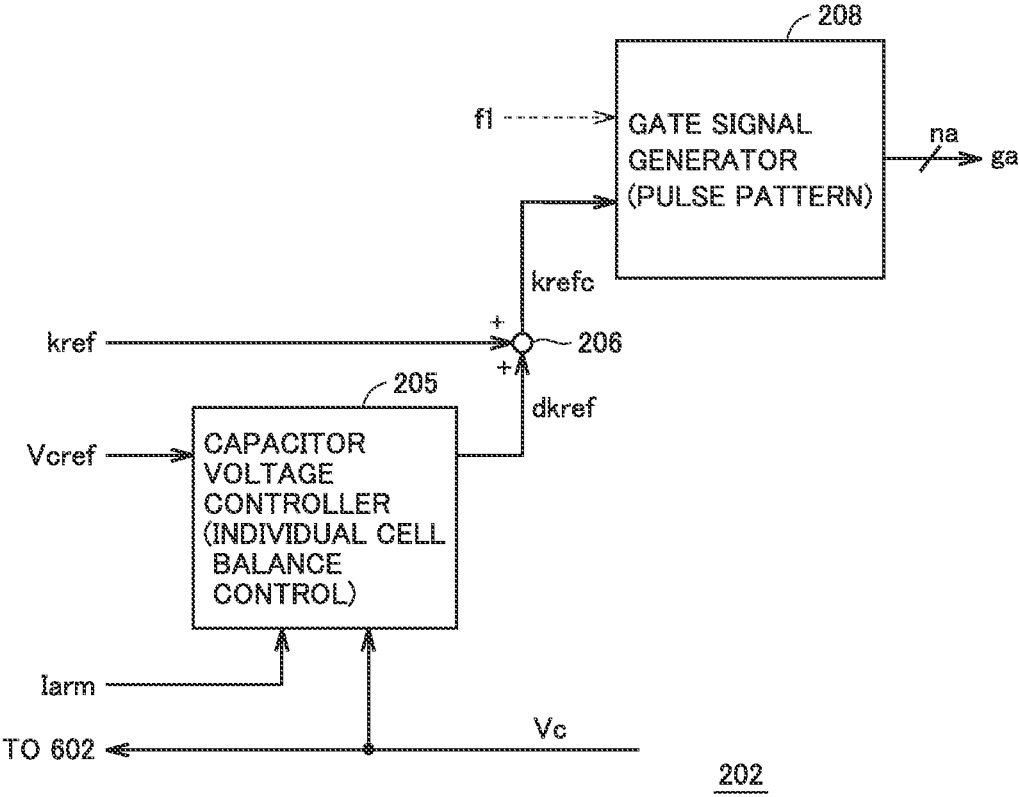 208
f1
GATE SIGNAL
GENERATOR
(PULSE PATTERN)
na
ga
krefc
kref
+
206
+
dkref
205
Vcref
CAPACITOR
VOLTAGE
CONTROLLER
(INDIVIDUAL CELL
BALANCE
CONTROL)
Iarm
Vc
TO 602
202